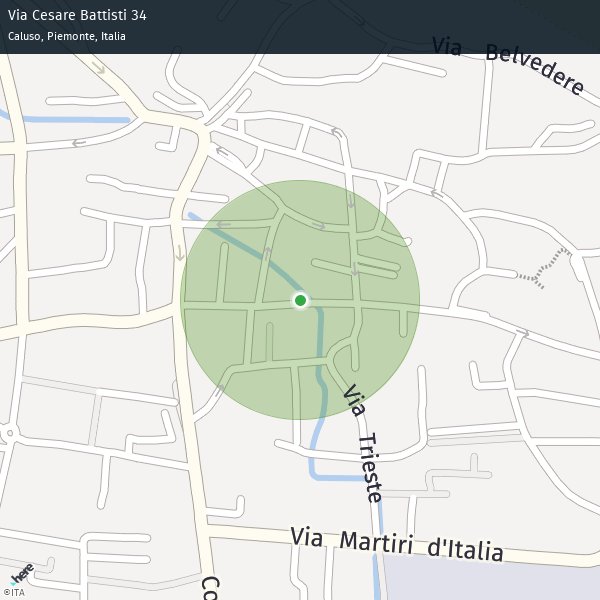 Via Cesare Battisti 34
Caluso, Piemonte, Italia
Via Belvedere
Via Trieste
Via Martiri d'Italia
Co
here
©ITA